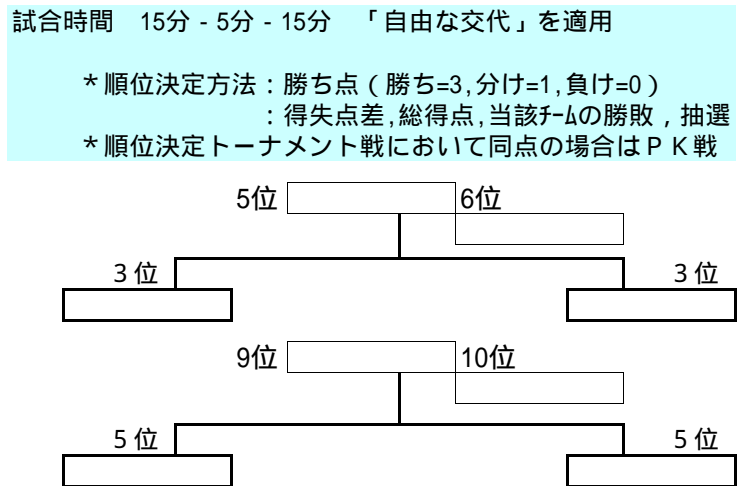 試合時間　15分 - 5分 - 15分　「自由な交代」を適用
＊順位決定方法：勝ち点（勝ち=3,分け=1,負け=0）
：得失点差,総得点,当該ﾁｰﾑの勝敗，抽選
＊順位決定トーナメント戦において同点の場合はＰＫ戦
5位 6位
３位 ３位
9位 10位
５位 ５位